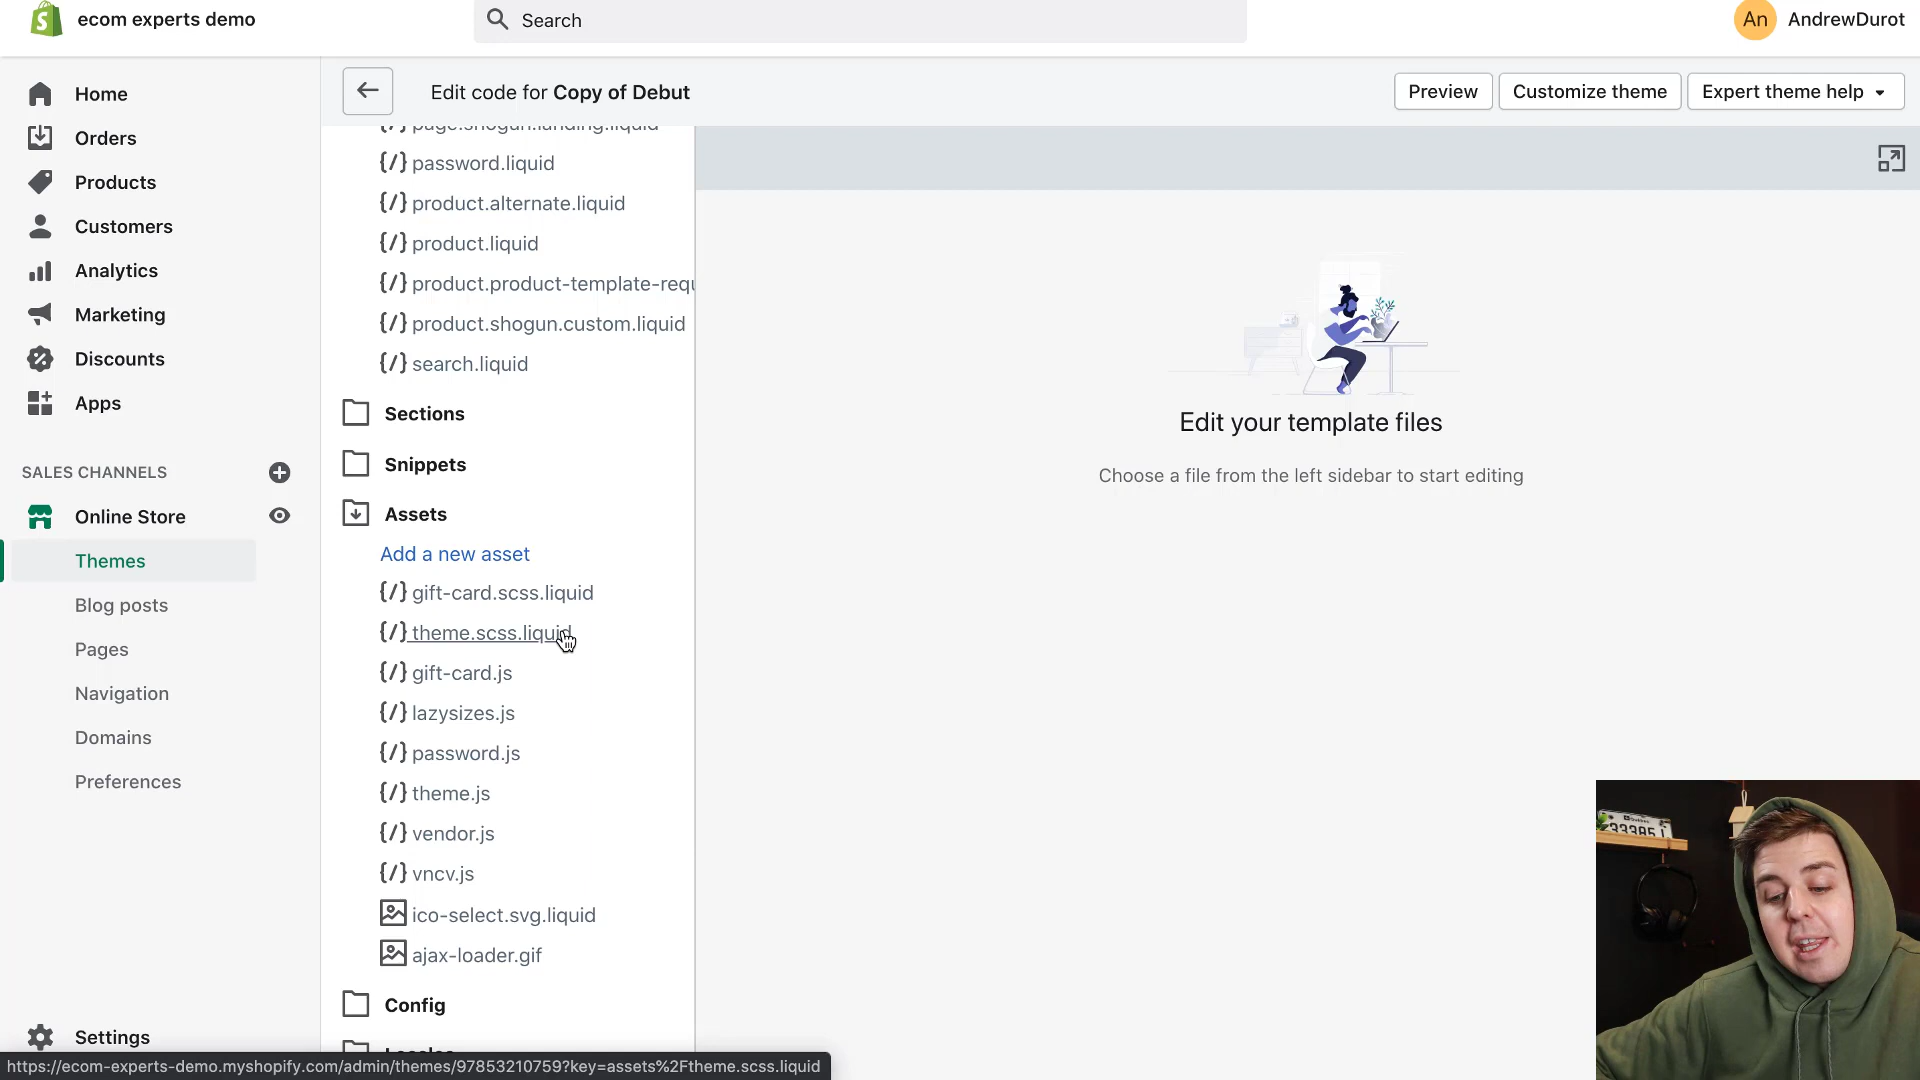 ecom experts demo
Search
An
AndrewDurot
Home
Orders
Products
Customers
Analytics
Marketing
Discounts
Apps
SALES CHANNELS
Online Store
Themes
Blog posts
Pages
Navigation
Domains
Preferences
Settings
Edit code for Copy of Debut
Preview
Customize theme
Expert theme help
{/} page.shogun.landing.liquid
{/} password.liquid
{/} product.alternate.liquid
{/} product.liquid
{/} product.product-template-requ
{/} product.shogun.custom.liquid
{/} search.liquid
Sections
Snippets
Assets
Add a new asset
{/} gift-card.scss.liquid
{/} theme.scss.liquid
{/} gift-card.js
{/} lazysizes.js
{/} password.js
{/} theme.js
{/} vendor.js
{/} vncv.js
ico-select.svg.liquid
ajax-loader.gif
Config
Locales
Edit your template files
Choose a file from the left sidebar to start editing
https://ecom-experts-demo.myshopify.com/admin/themes/97853210759?key=assets%2Ftheme.scss.liquid